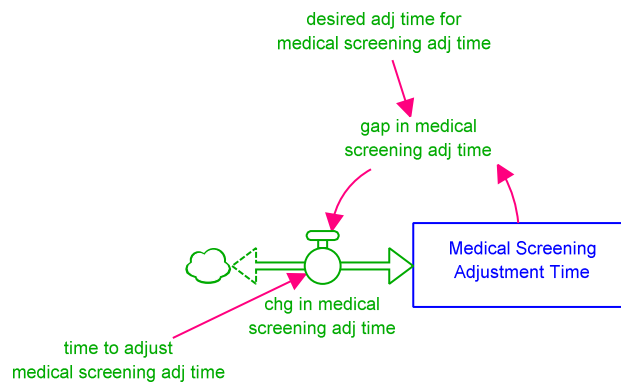 desired adj time for
medical screening adj time
gap in medical
screening adj time
Medical Screening
Adjustment Time
chg in medical
screening adj time
time to adjust
medical screening adj time